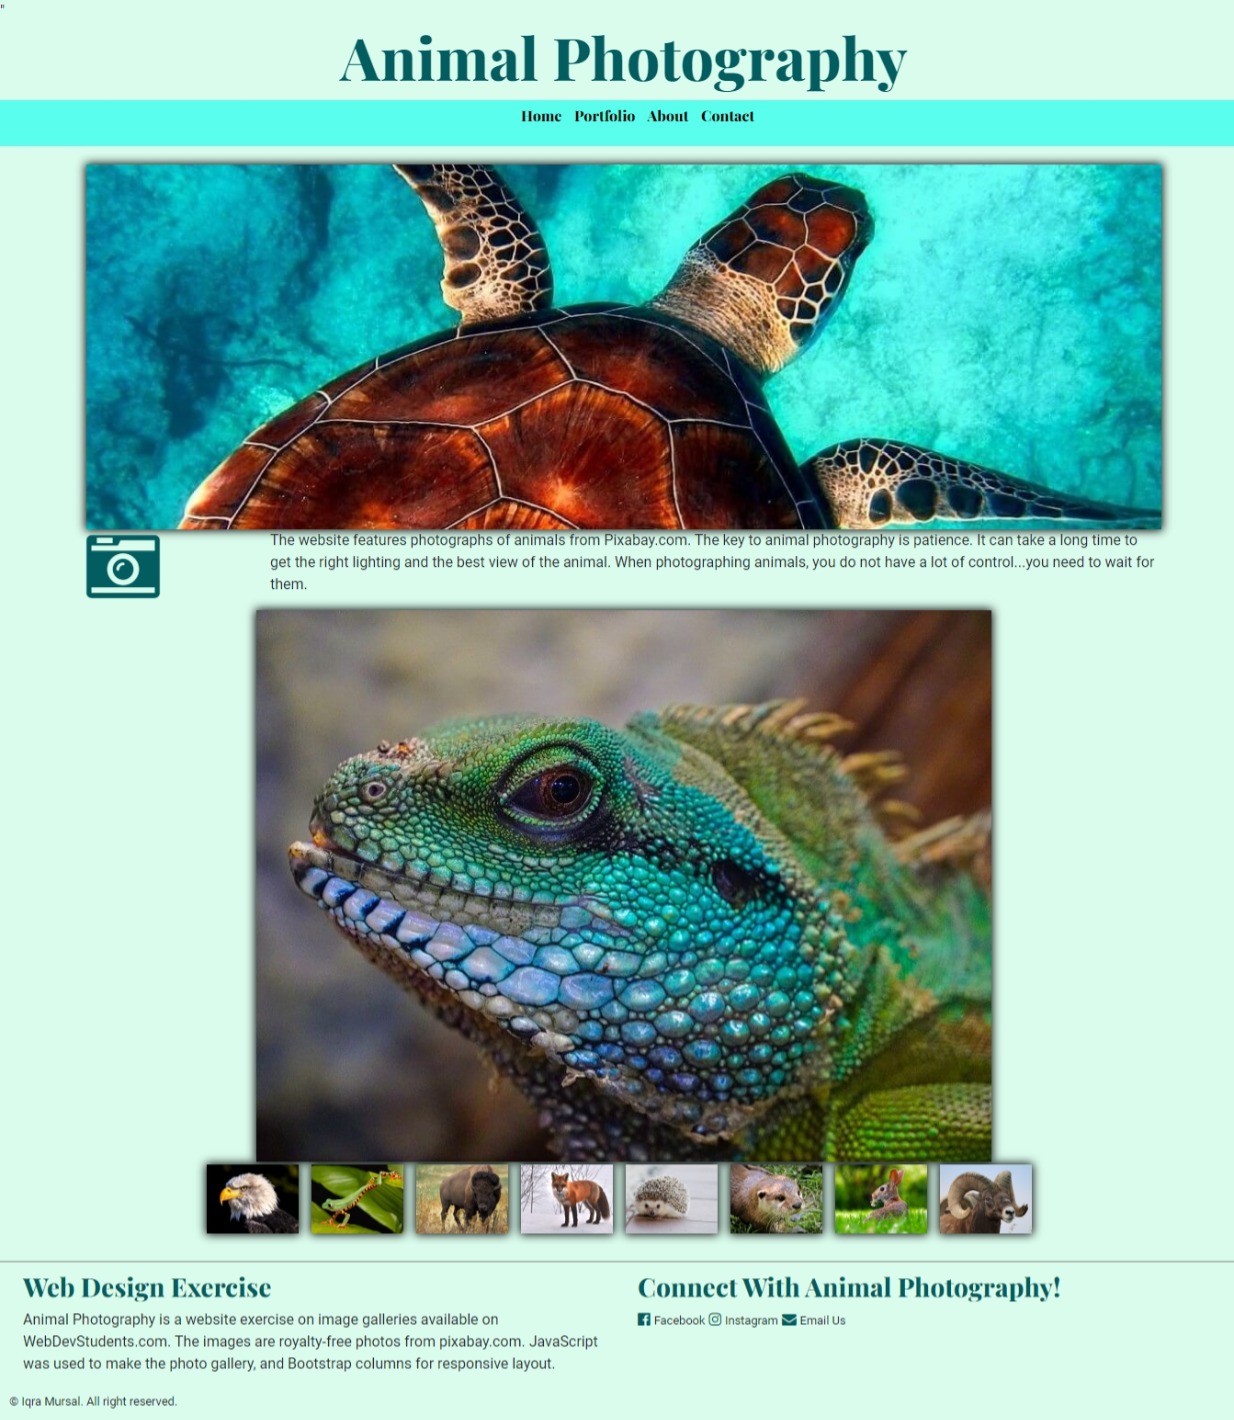 "
Animal Photography
Home Portfolio About Contact
The website features photographs of animals from Pixabay.com. The key to animal photography is patience. It can take a long time to
get the right lighting and the best view of the animal. When photographing animals, you do not have a lot of control...you need to wait for
them.
Web Design Exercise
Animal Photography is a website exercise on image galleries available on
WebDevStudents.com. The images are royalty-free photos from pixabay.com. JavaScript
was used to make the photo gallery, and Bootstrap columns for responsive layout.
Connect With Animal Photography!
Facebook Instagram Email Us
© Iqra Mursal. All right reserved.